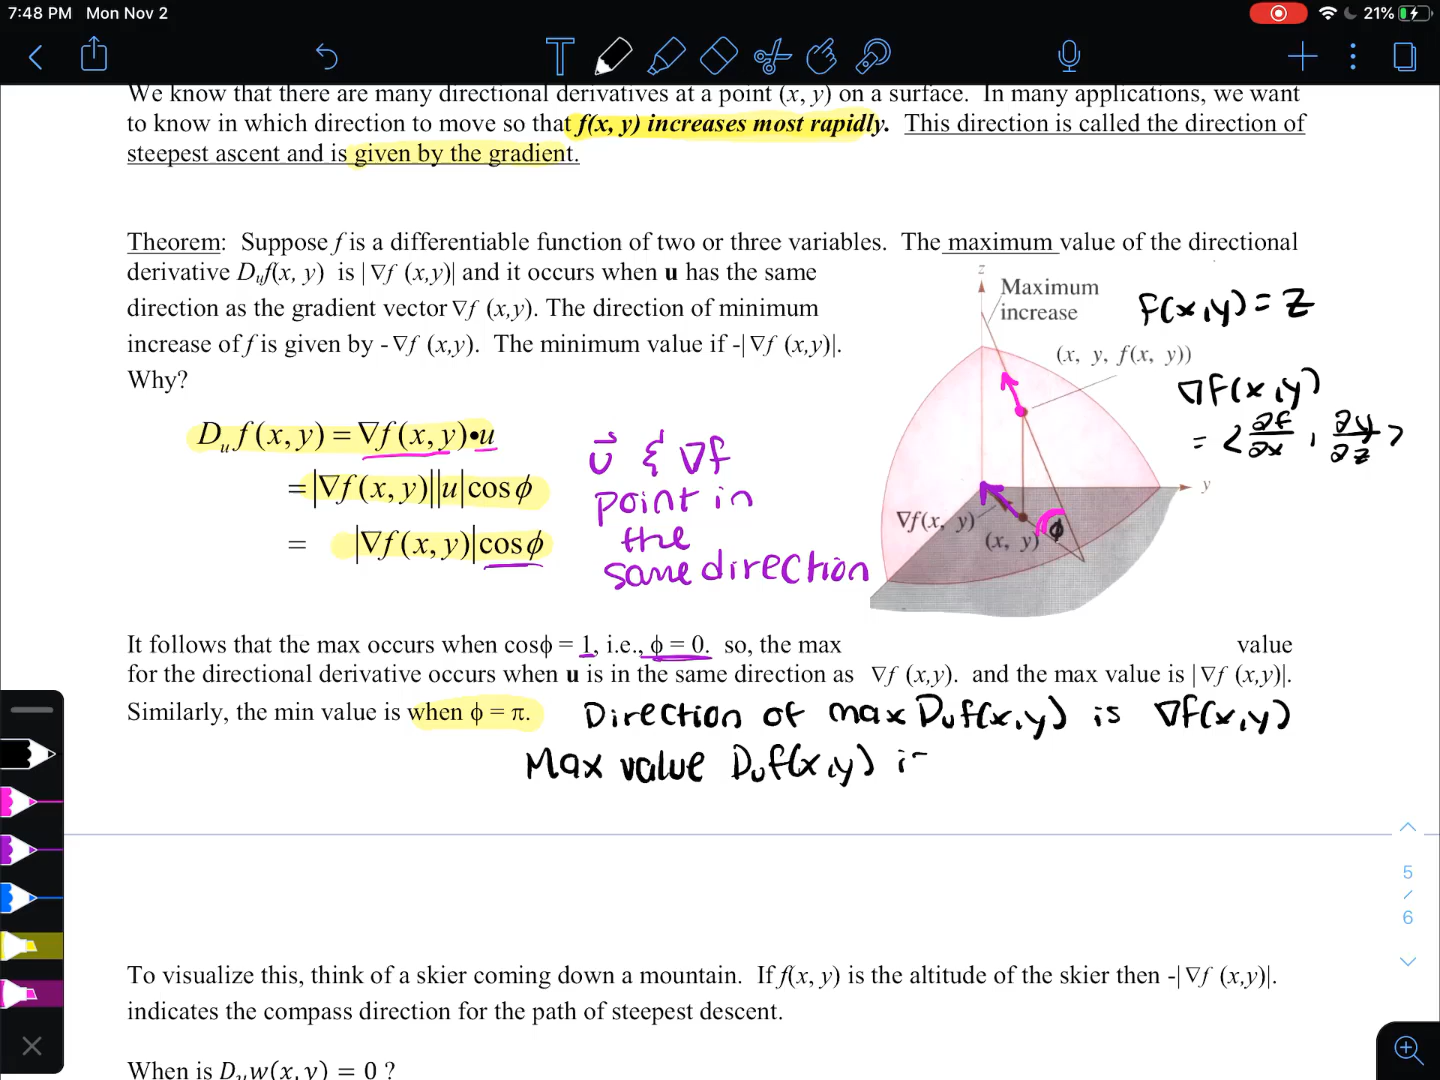 7:48 PM Mon Nov 2
21%
We know that there are many directional derivatives at a point (x, y) on a surface. In many applications, we want
to know in which direction to move so that f(x, y) increases most rapidly. This direction is called the direction of
steepest ascent and is given by the gradient.
Theorem: Suppose f is a differentiable function of two or three variables. The maximum value of the directional
derivative Duf(x, y) is |∇f (x,y)| and it occurs when u has the same
direction as the gradient vector ∇f (x,y). The direction of minimum
increase of f is given by -∇f (x,y). The minimum value if -|∇f (x,y)|.
Why?
z
Maximum
increase
F(x,y) = z
(x, y, f(x, y))
∇F(x,y)
= <∂f/∂x, ∂y/∂z>
y
∇f(x, y)
(x, y)
ϕ
D_u f(x, y) = ∇f(x, y)•u
= |∇f(x, y)||u|cosϕ
= |∇f(x, y)|cosϕ
u⃗ & ∇f
point in
the
same direction
It follows that the max occurs when cosϕ = 1, i.e., ϕ = 0. so, the max value
for the directional derivative occurs when u is in the same direction as ∇f (x,y). and the max value is |∇f (x,y)|.
Similarly, the min value is when ϕ = π. Direction of max Duf(x,y) is ∇f(x,y)
Max value Duf(x,y) i
5
/
6
To visualize this, think of a skier coming down a mountain. If f(x, y) is the altitude of the skier then -|∇f (x,y)|.
indicates the compass direction for the path of steepest descent.
When is D_u w(x, y) = 0 ?